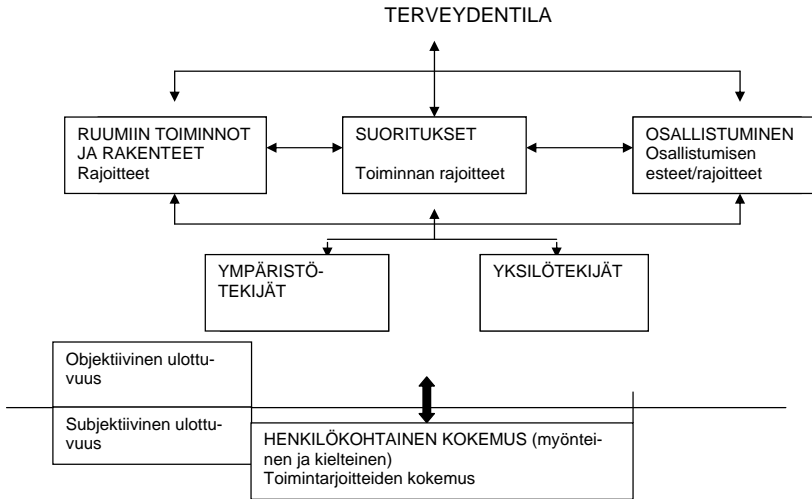 TERVEYDENTILA
RUUMIIN TOIMINNOT
JA RAKENTEET
Rajoitteet
SUORITUKSET
Toiminnan rajoitteet
OSALLISTUMINEN
Osallistumisen
esteet/rajoitteet
YMPÄRISTÖ-
TEKIJÄT
YKSILÖTEKIJÄT
Objektiivinen ulottu-
vuus
Subjektiivinen ulottu-
vuus
HENKILÖKOHTAINEN KOKEMUS (myöntei-
nen ja kielteinen)
Toimintarjoitteiden kokemus